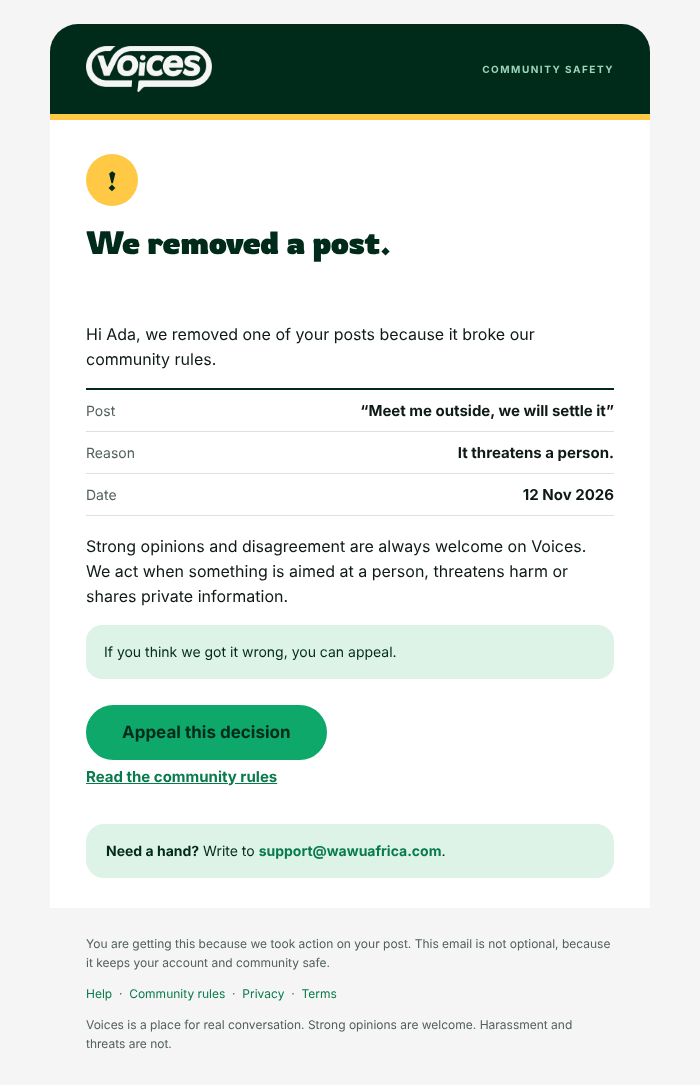 Voices
COMMUNITY SAFETY
!
We removed a post.
Hi Ada, we removed one of your posts because it broke our
community rules.
Post “Meet me outside, we will settle it”
Reason It threatens a person.
Date 12 Nov 2026
Strong opinions and disagreement are always welcome on Voices.
We act when something is aimed at a person, threatens harm or
shares private information.
If you think we got it wrong, you can appeal.
Appeal this decision
Read the community rules
Need a hand? Write to support@wawuafrica.com.
You are getting this because we took action on your post. This email is not optional, because
it keeps your account and community safe.
Help · Community rules · Privacy · Terms
Voices is a place for real conversation. Strong opinions are welcome. Harassment and
threats are not.